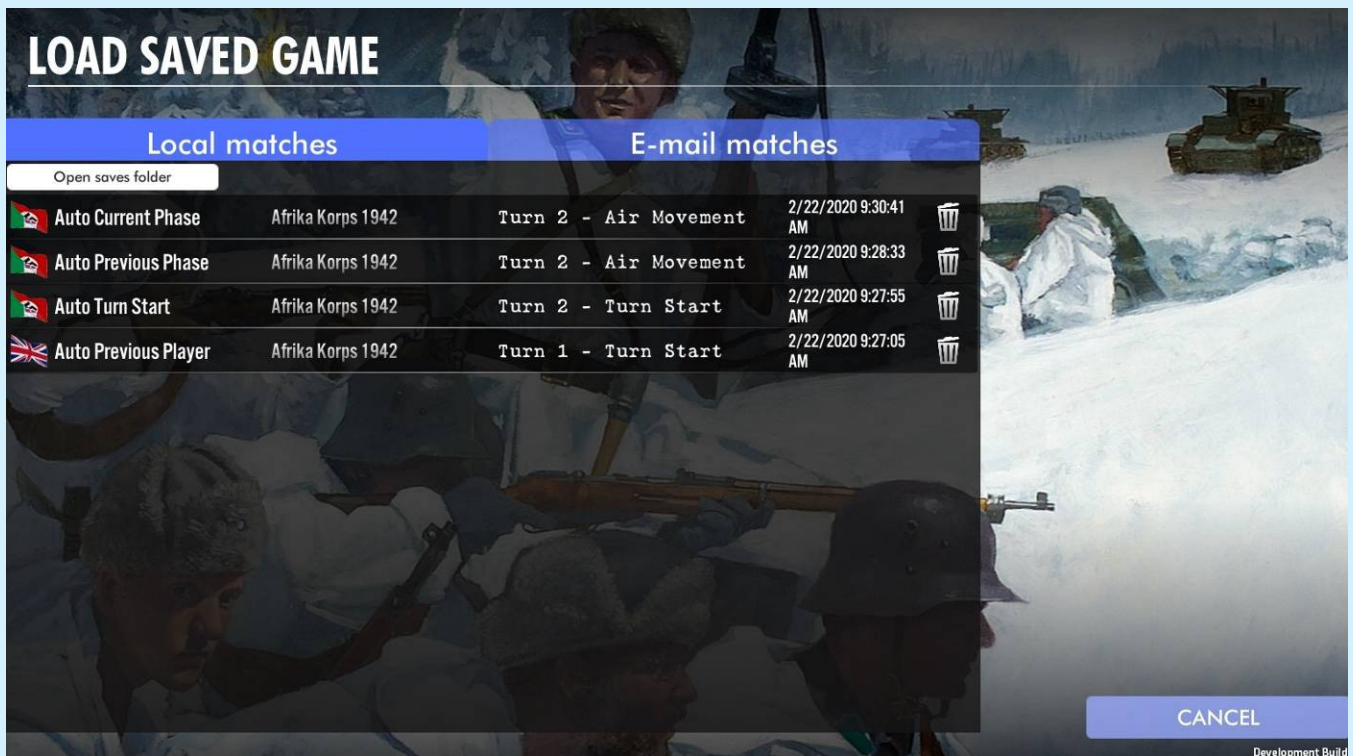 LOAD SAVED GAME
Local matches
E-mail matches
Open saves folder
Auto Current Phase
Afrika Korps 1942
Turn 2 - Air Movement
2/22/2020 9:30:41
AM
Auto Previous Phase
Afrika Korps 1942
Turn 2 - Air Movement
2/22/2020 9:28:33
AM
Auto Turn Start
Afrika Korps 1942
Turn 2 - Turn Start
2/22/2020 9:27:55
AM
Auto Previous Player
Afrika Korps 1942
Turn 1 - Turn Start
2/22/2020 9:27:05
AM
CANCEL
Development Build